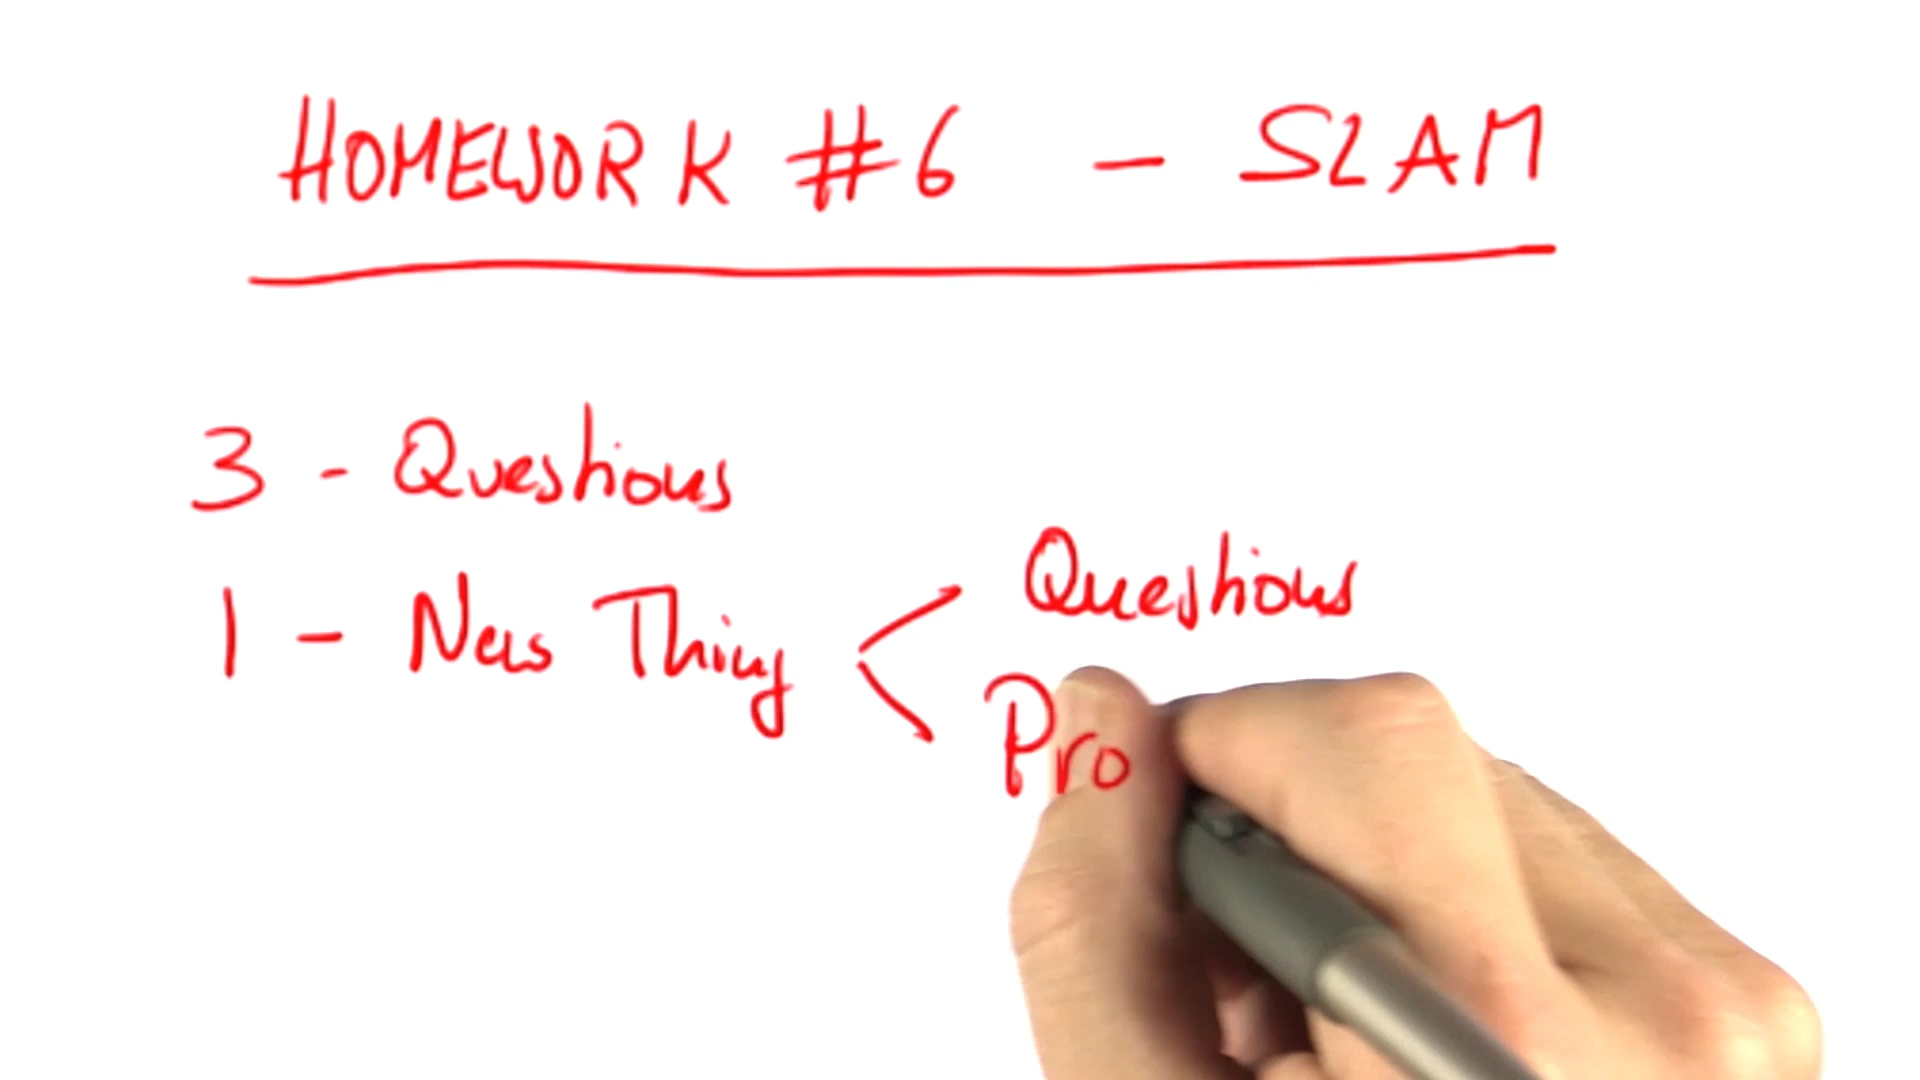 HOMEWORK #6 - SLAM
3 - Questions
1 - New Thing
Questions
Pro